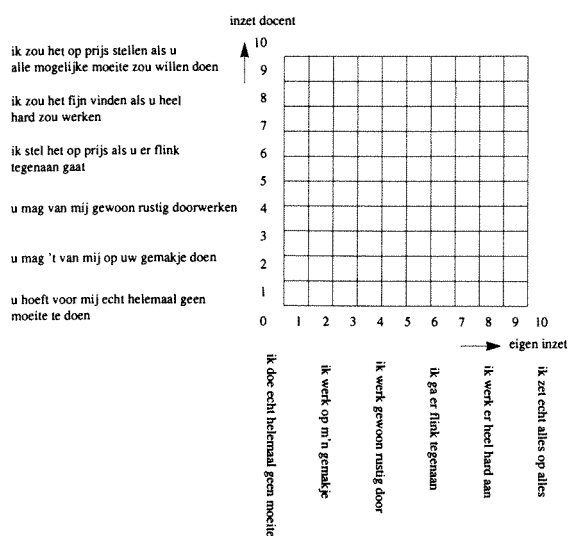 inzet docent
ik zou het op prijs stellen als u
alle mogelijke moeite zou willen doen
ik zou het fijn vinden als u heel
hard zou werken
ik stel het op prijs als u er flink
tegenaan gaat
u mag van mij gewoon rustig doorwerken
u mag 't van mij op uw gemakje doen
u hoeft voor mij echt helemaal geen
moeite te doen
10
9
8
7
6
5
4
3
2
1
0 1 2 3 4 5 6 7 8 9 10
eigen inzet
ik doe echt helemaal geen moeite
ik werk op m'n gemakje
ik werk gewoon rustig door
ik ga er flink tegenaan
ik werk er heel hard aan
ik zet echt alles op alles